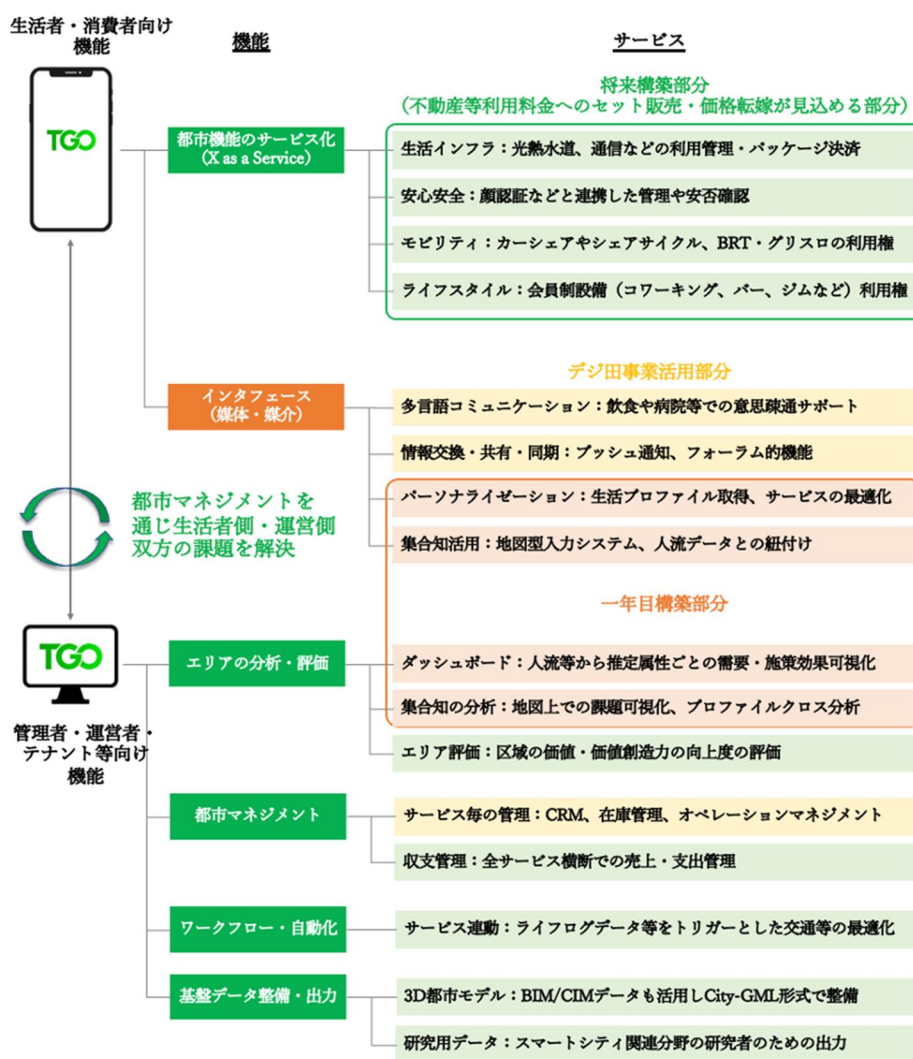 生活者・消費者向け
機能
機能
サービス
将来構築部分
(不動産等利用料金へのセット販売・価格転嫁が見込める部分)
TGO
都市機能のサービス化
(X as a Service)
生活インフラ：光熱水道、通信などの利用管理・パッケージ決済
安心安全：顔認証などと連携した管理や安否確認
モビリティ：カーシェアやシェアサイクル、BRT・グリスロの利用権
ライフスタイル：会員制設備（コワーキング、バー、ジムなど）利用権
デジ田事業活用部分
インタフェース
(媒体・媒介)
多言語コミュニケーション：飲食や病院等での意思疎通サポート
情報交換・共有・同期：プッシュ通知、フォーラム的機能
パーソナライゼーション：生活プロファイル取得、サービスの最適化
集合知活用：地図型入力システム、人流データとの紐付け
都市マネジメントを
通じ生活者側・運営側
双方の課題を解決
一年目構築部分
TGO
管理者・運営者・
テナント等向け
機能
エリアの分析・評価
ダッシュボード：人流等から推定属性ごとの需要・施策効果可視化
集合知の分析：地図上での課題可視化、プロファイルクロス分析
エリア評価：区域の価値・価値創造力の向上度の評価
都市マネジメント
サービス毎の管理：CRM、在庫管理、オペレーションマネジメント
収支管理：全サービス横断での売上・支出管理
ワークフロー・自動化
サービス連動：ライフログデータ等をトリガーとした交通等の最適化
基盤データ整備・出力
3D都市モデル：BIM/CIMデータも活用しCity-GML形式で整備
研究用データ：スマートシティ関連分野の研究者のための出力